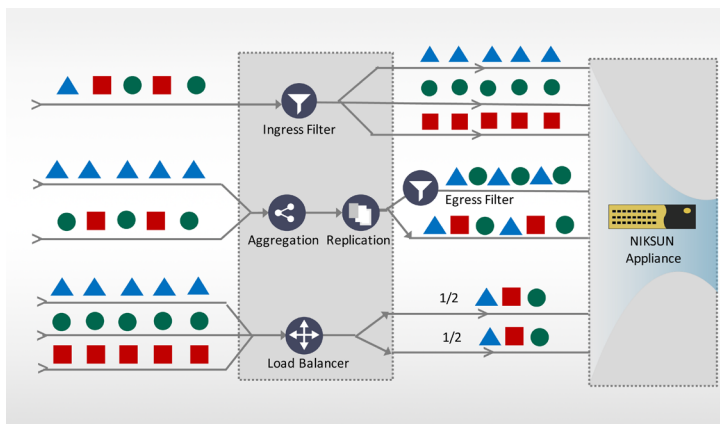 Ingress Filter
Aggregation
Replication
Egress Filter
NIKSUN
Appliance
1/2
1/2
Load Balancer